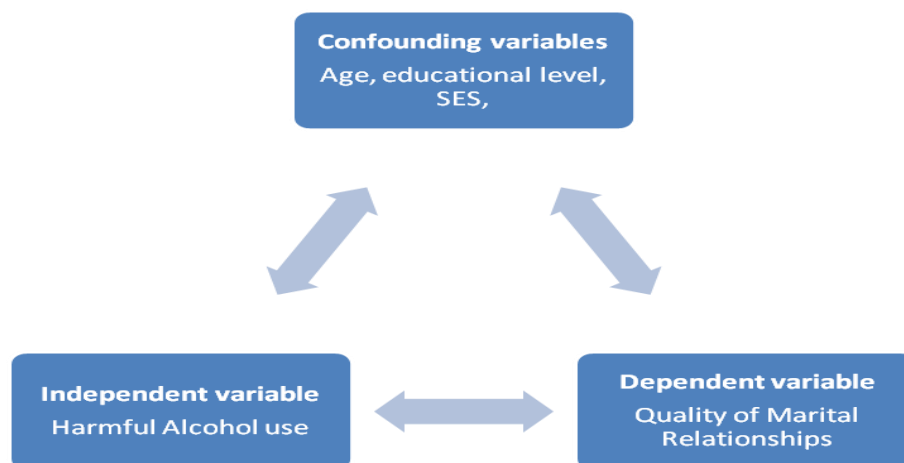 Confounding variables
Age, educational level,
SES,
Independent variable
Harmful Alcohol use
Dependent variable
Quality of Marital
Relationships